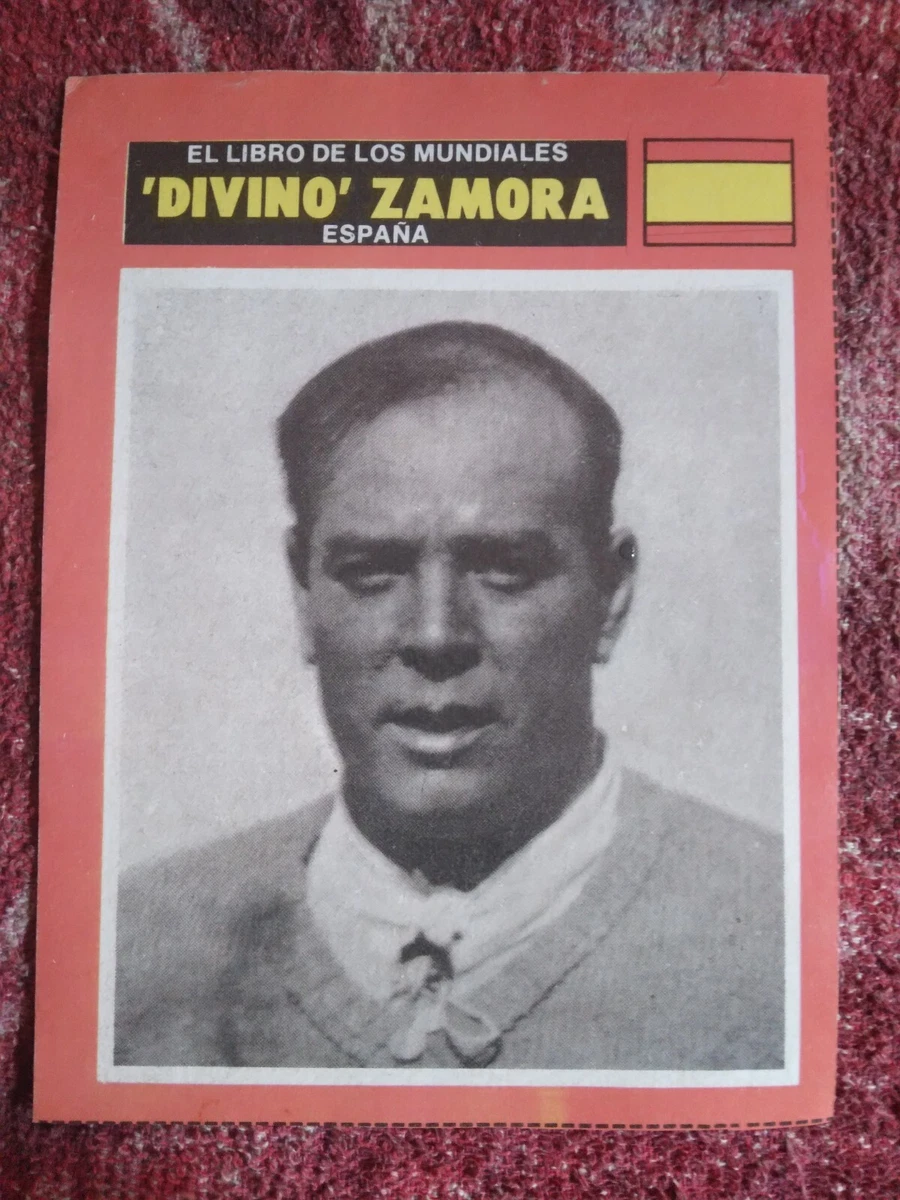 EL LIBRO DE LOS MUNDIALES
'DIVINO' ZAMORA
ESPAÑA